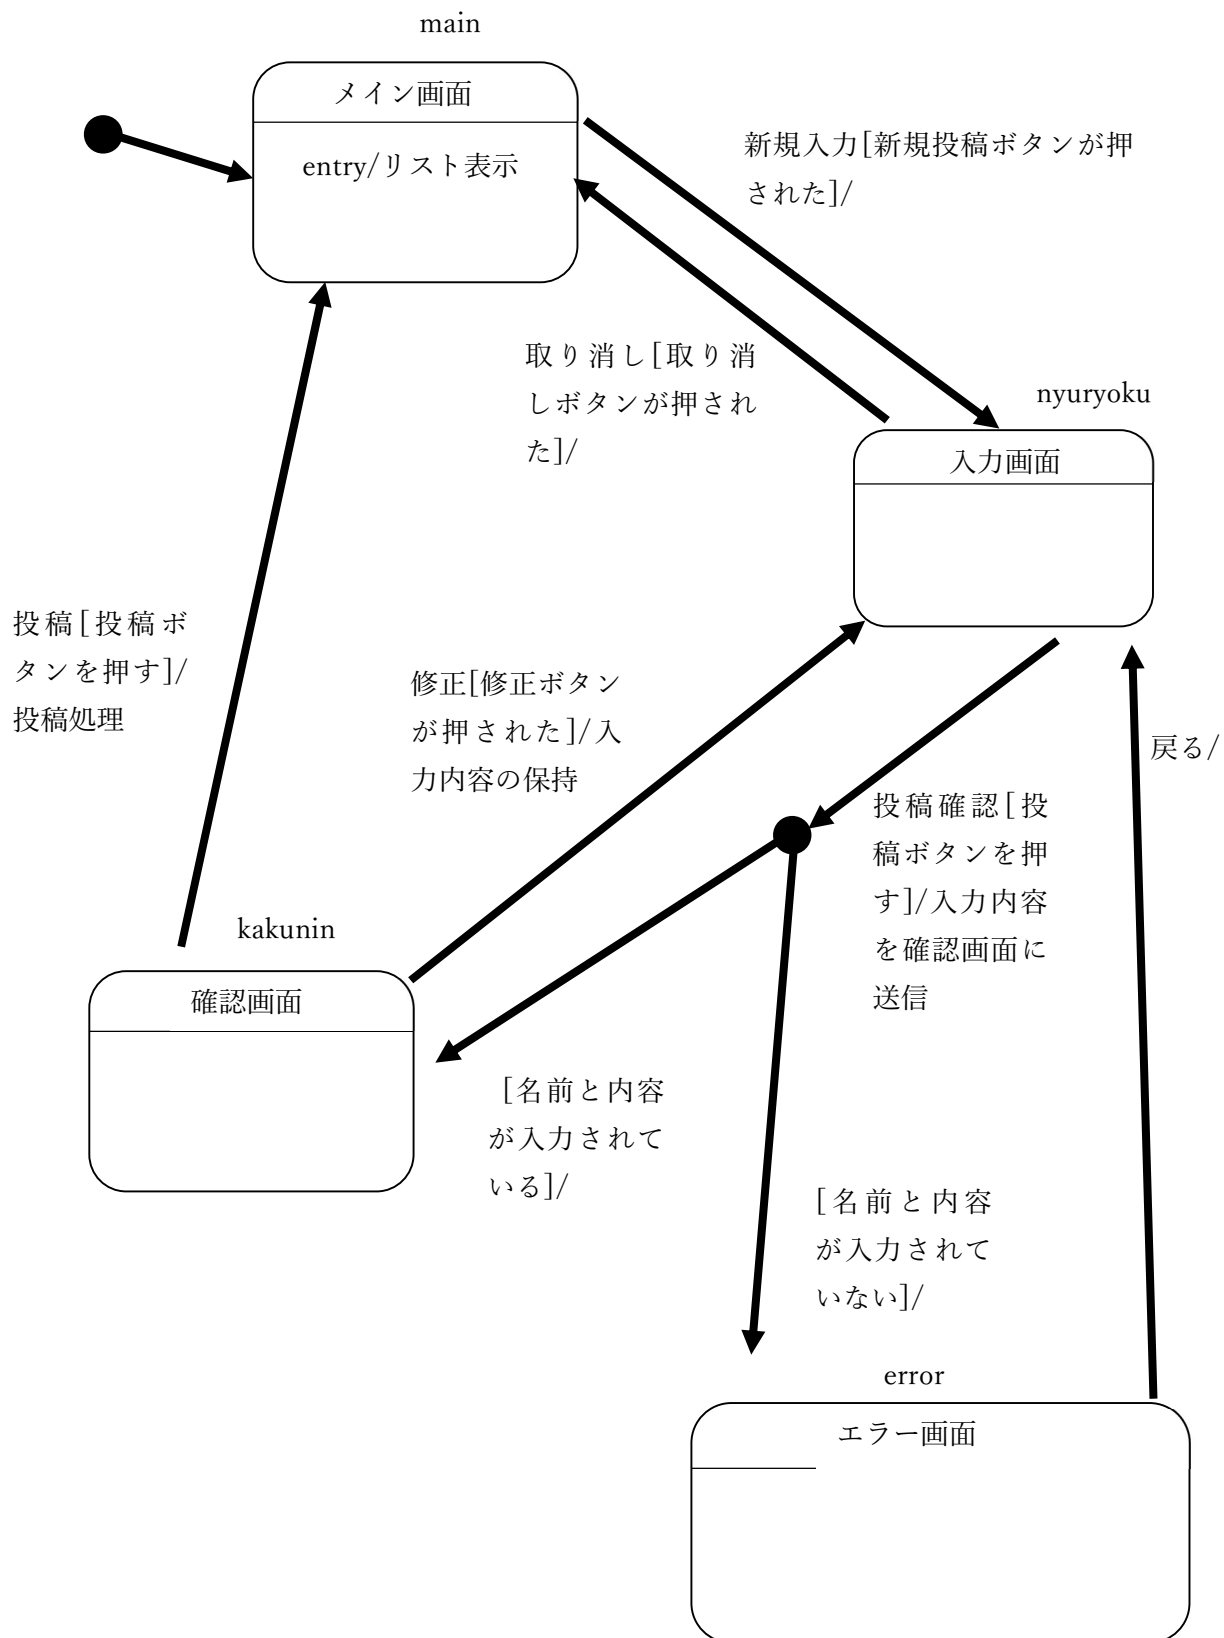 main
メイン画面
entry/リスト表示
新規入力[新規投稿ボタンが押
された]/
取り消し[取り消
しボタンが押され
た]/
nyuryoku
入力画面
投稿[投稿ボ
タンを押す]/
投稿処理
修正[修正ボタン
が押された]/入
力内容の保持
戻る/
投稿確認[投
稿ボタンを押
す]/入力内容
を確認画面に
送信
kakunin
確認画面
[名前と内容
が入力されて
いる]/
[名前と内容
が入力されて
いない]/
error
エラー画面